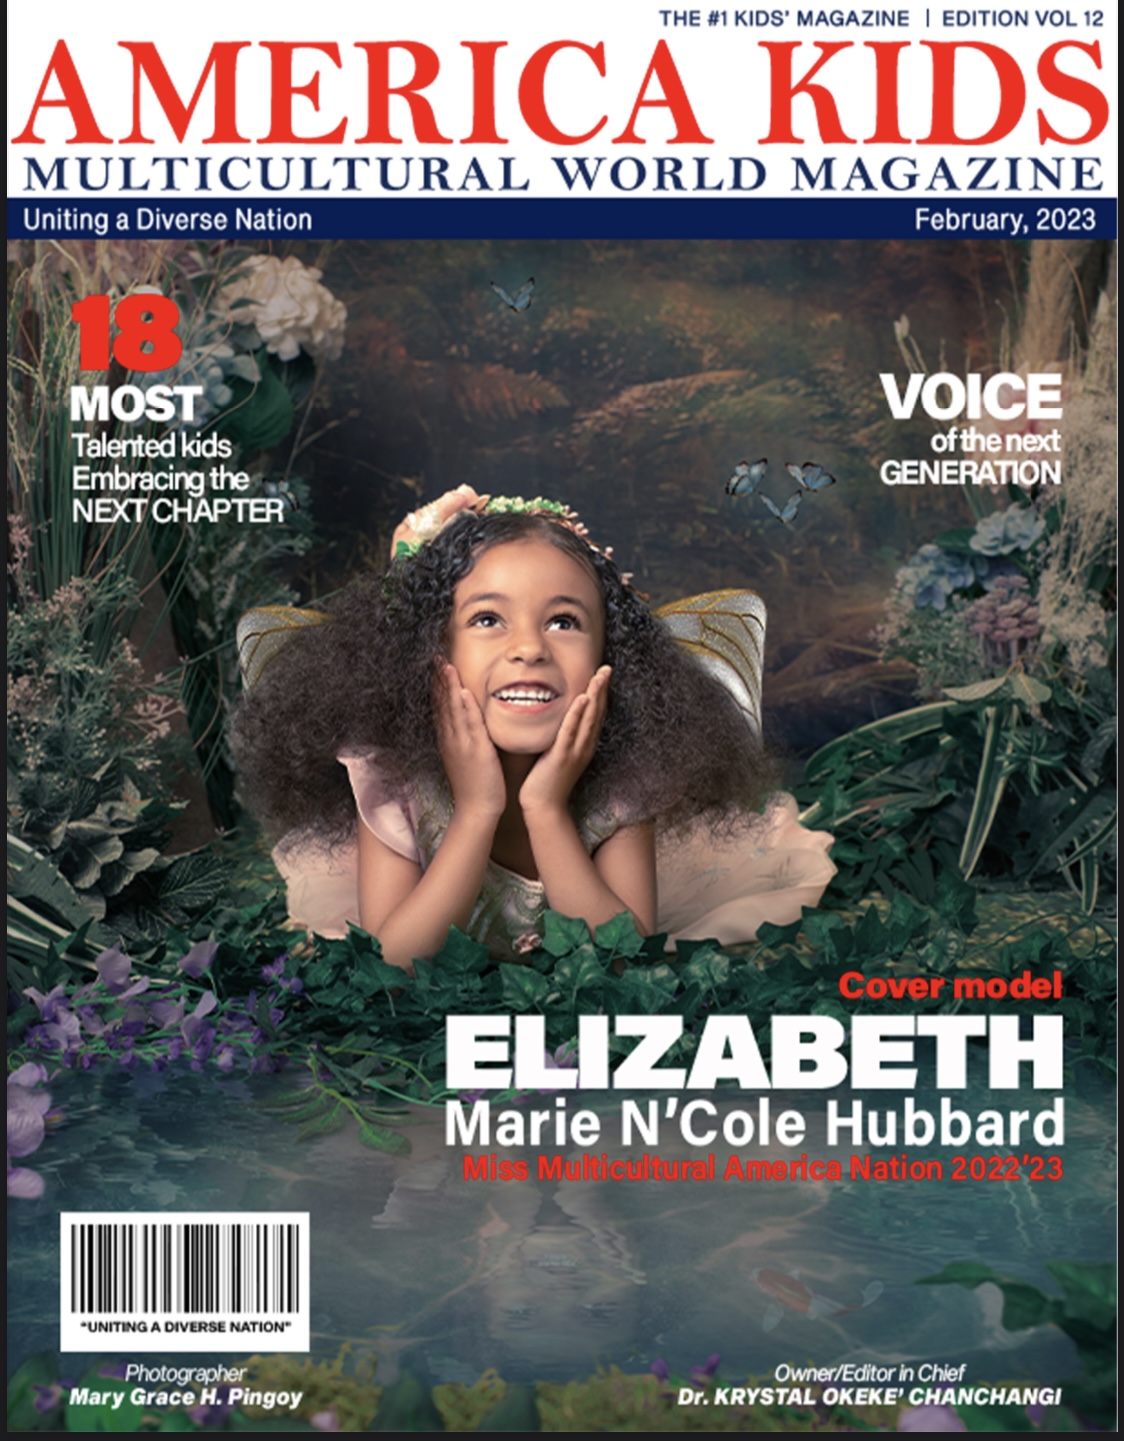 THE #1 KIDS' MAGAZINE | EDITION VOL 12
AMERICA KIDS
MULTICULTURAL WORLD MAGAZINE
Uniting a Diverse Nation
February, 2023
18
MOST
Talented kids
Embracing the
NEXT CHAPTER
VOICE
of the next
GENERATION
Cover model
ELIZABETH
Marie N'Cole Hubbard
Miss Multicultural America Nation 2022'23
"UNITING A DIVERSE NATION"
Photographer
Mary Grace H. Pingoy
Owner/Editor in Chief
Dr. KRYSTAL OKEKE' CHANCHANGI